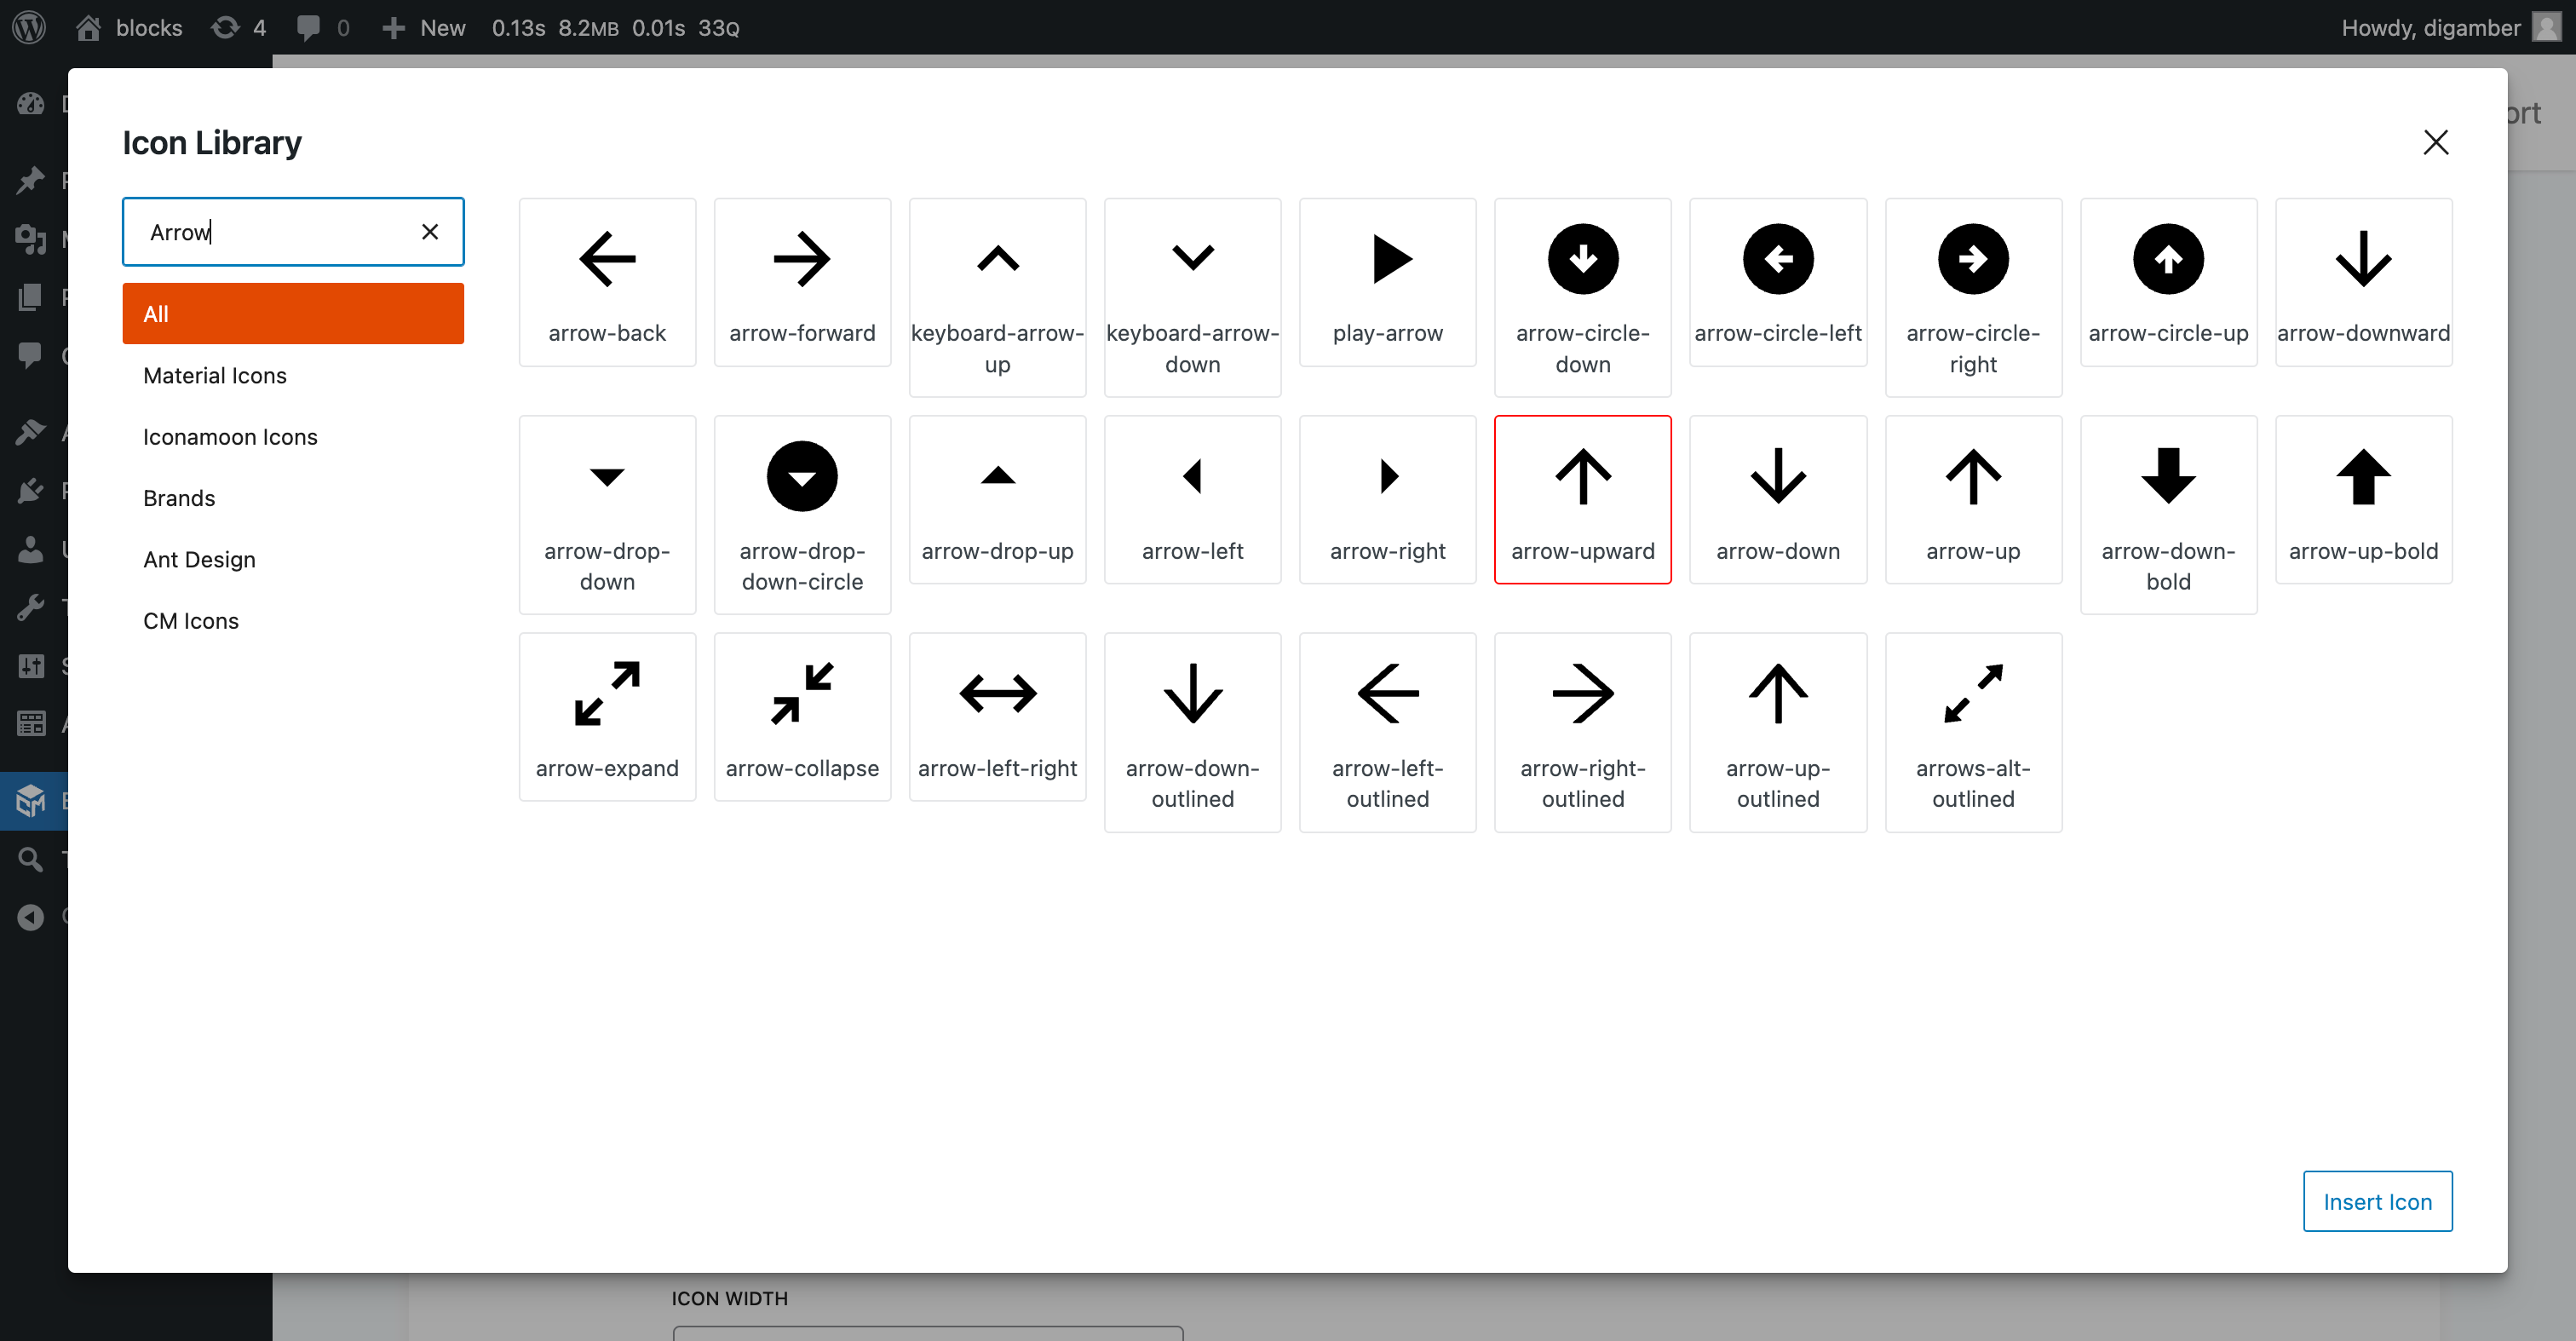 blocks 4 0 New 0.13s 8.2MB 0.01s 33Q Howdy, digamber
ort
Icon Library
Arrow
All
Material Icons
Iconamoon Icons
Brands
Ant Design
CM Icons
arrow-back
arrow-forward
keyboard-arrow-
up
keyboard-arrow-
down
play-arrow
arrow-circle-
down
arrow-circle-left
arrow-circle-
right
arrow-circle-up
arrow-downward
arrow-drop-
down
arrow-drop-
down-circle
arrow-drop-up
arrow-left
arrow-right
arrow-upward
arrow-down
arrow-up
arrow-down-
bold
arrow-up-bold
arrow-expand
arrow-collapse
arrow-left-right
arrow-down-
outlined
arrow-left-
outlined
arrow-right-
outlined
arrow-up-
outlined
arrows-alt-
outlined
Insert Icon
ICON WIDTH